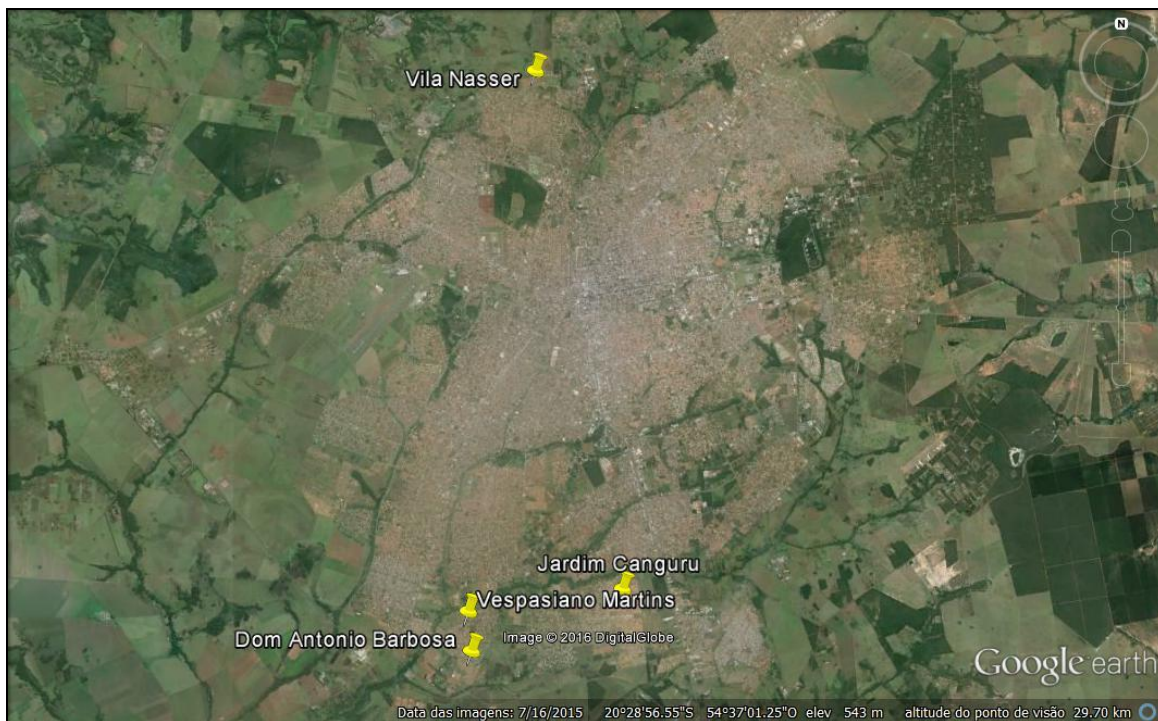 N
Vila Nasser
Jardim Canguru
Vespasiano Martins
Dom Antonio Barbosa
Image © 2016 DigitalGlobe
Google earth
Data das imagens: 7/16/2015 20°28'56.55"S 54°37'01.25"O elev 543 m altitude do ponto de visão 29.70 km